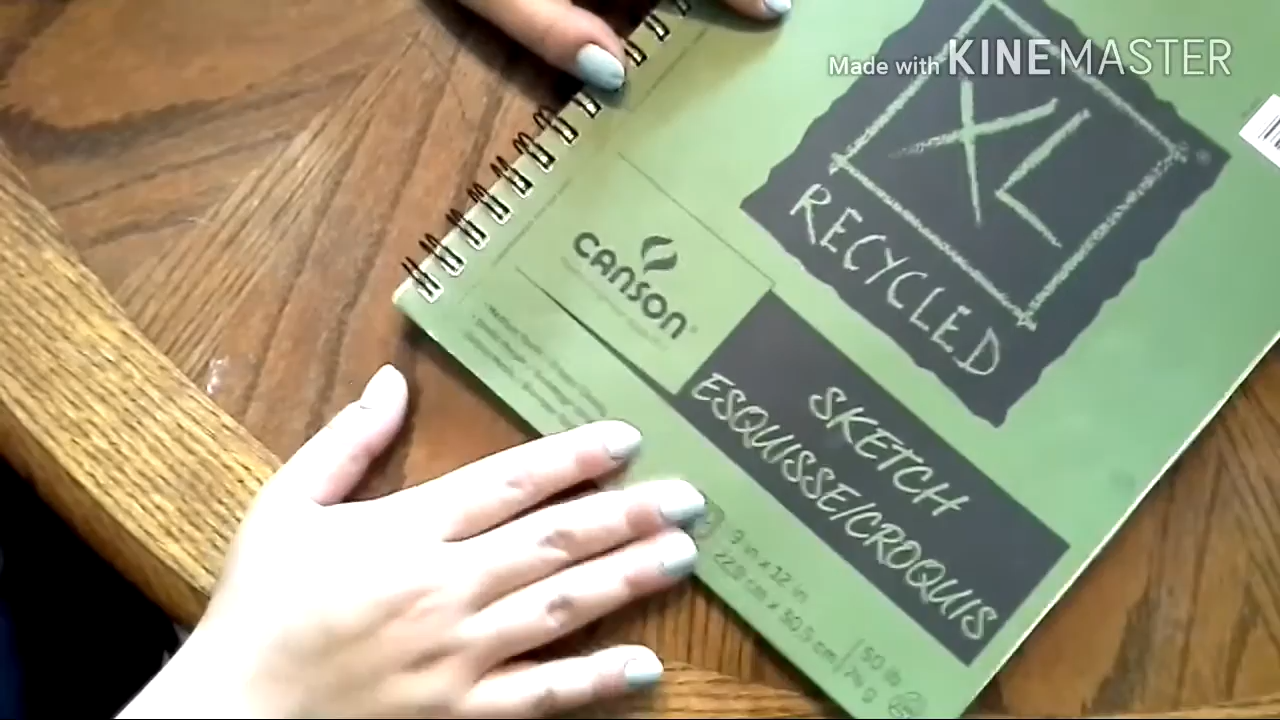 Made with KINEMASTER
XL
RECYCLED
CANSON
SKETCH
ESQUISSE/CROQUIS
9 in x 12 in
22.9 cm x 30.5 cm
50 lb
74 g